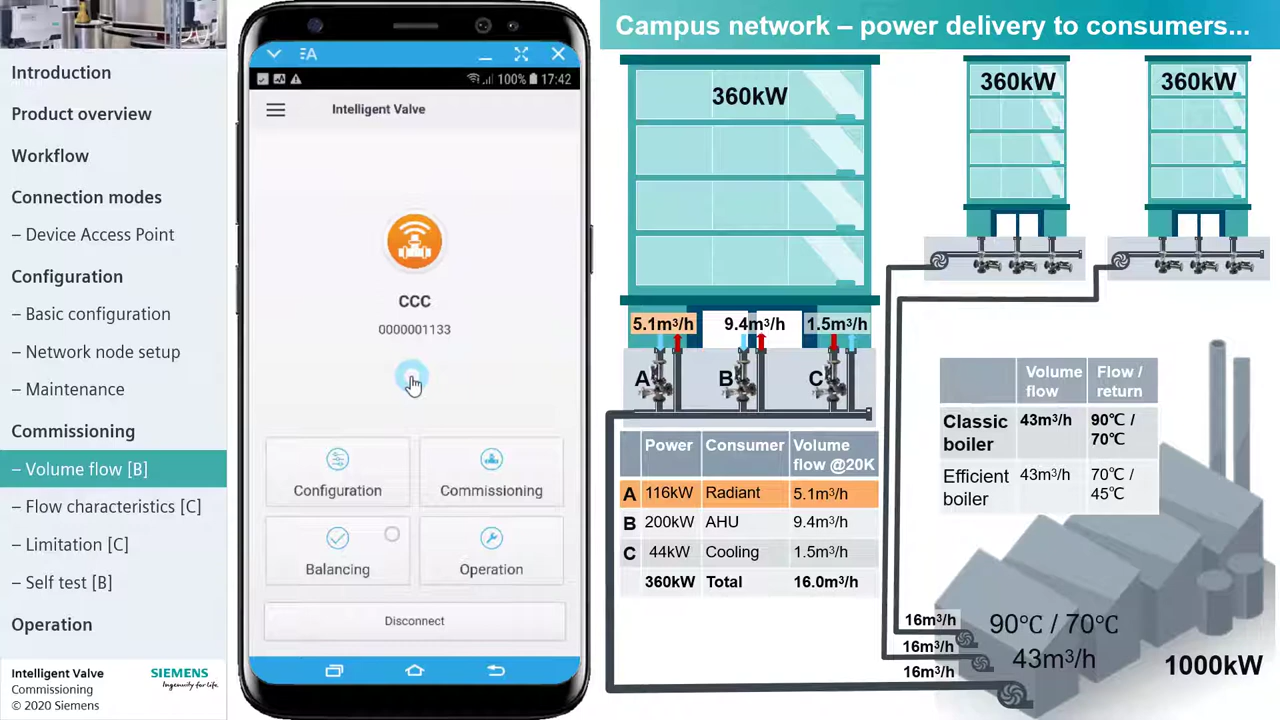 Introduction
Product overview
Workflow
Connection modes
– Device Access Point
Configuration
– Basic configuration
– Network node setup
– Maintenance
Commissioning
– Volume flow [B]
– Flow characteristics [C]
– Limitation [C]
– Self test [B]
Operation
Intelligent Valve
Commissioning
© 2020 Siemens
SIEMENS
Ingenuity for life
100% 17:42
Intelligent Valve
CCC
0000001133
Configuration
Commissioning
Balancing
Operation
Disconnect
Campus network – power delivery to consumers...
360kW
360kW
360kW
5.1m³/h
9.4m³/h
1.5m³/h
A
B
C
Power Consumer Volume
flow @20K
A 116kW Radiant 5.1m³/h
B 200kW AHU 9.4m³/h
C 44kW Cooling 1.5m³/h
360kW Total 16.0m³/h
Volume
flow
Flow /
return
Classic
boiler
43m³/h
90℃ /
70℃
Efficient
boiler
43m³/h
70℃ /
45℃
16m³/h
16m³/h
16m³/h
90℃ / 70℃
43m³/h
1000kW